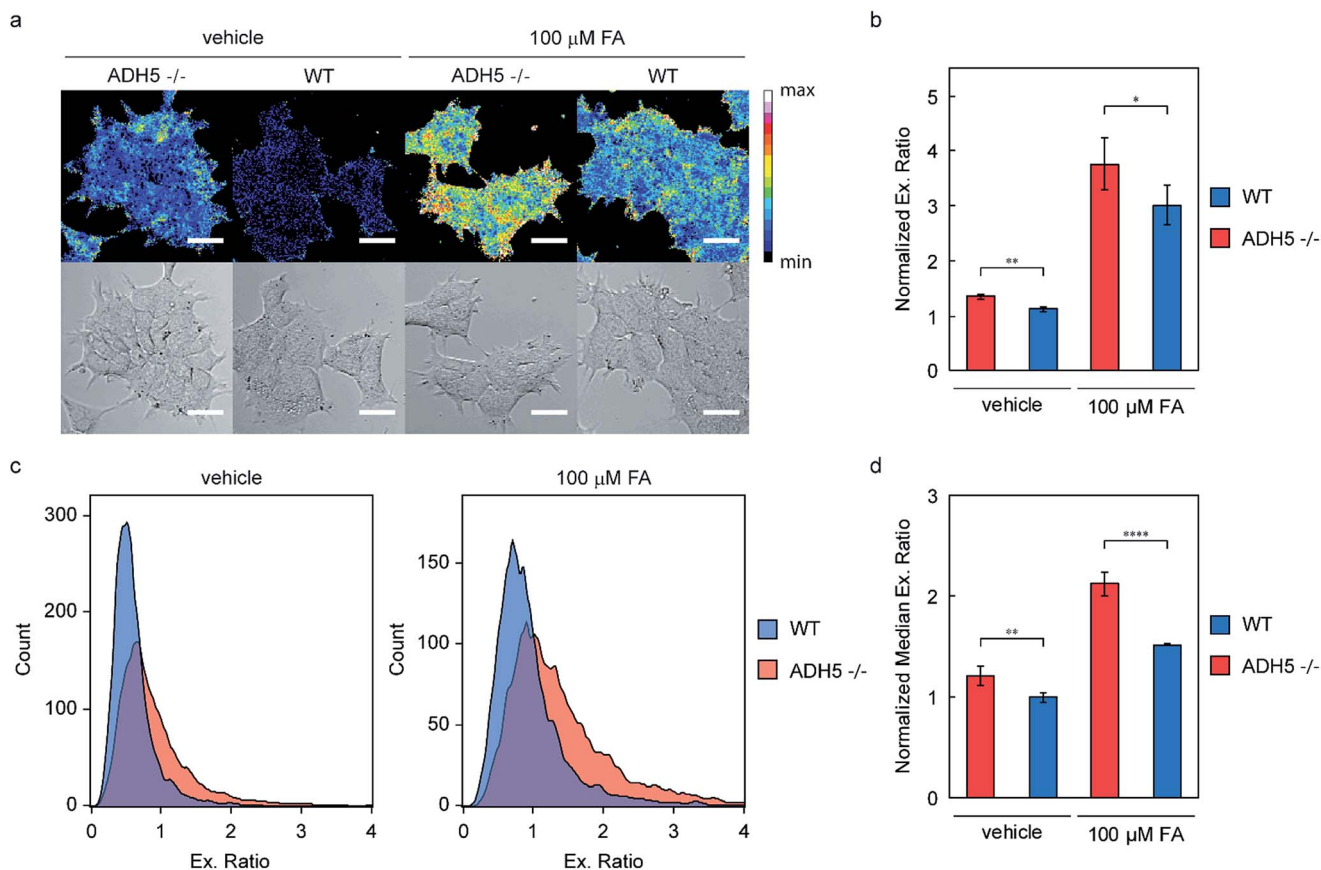 a
vehicle
100 μM FA
ADH5 -/-
WT
ADH5 -/-
WT
max
min
b
Normalized Ex. Ratio
5
4
3
2
1
0
*
**
vehicle
100 μM FA
WT
ADH5 -/-
c
vehicle
Count
300
200
100
0
0 1 2 3 4
Ex. Ratio
100 μM FA
Count
150
100
50
0
0 1 2 3 4
Ex. Ratio
WT
ADH5 -/-
d
Normalized Median Ex. Ratio
3
2
1
0
****
**
vehicle
100 μM FA
WT
ADH5 -/-